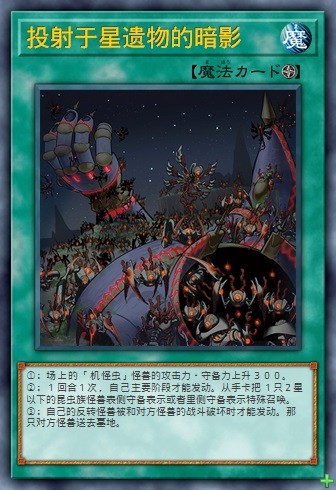 投射于星遗物的暗影
魔
【魔法カード】
①：场上的「机怪虫」怪兽的攻击力·守备力上升３００。
②：１回合１次，自己主要阶段才能发动。从手卡把１只２星
以下的昆虫族怪兽表侧守备表示或者里侧守备表示特殊召唤。
③：自己的反转怪兽被和对方怪兽的战斗破坏时才能发动。那
只对方怪兽送去墓地。